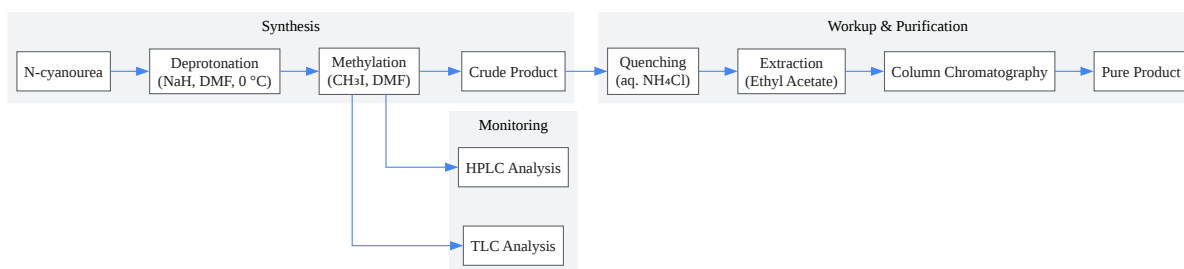 Synthesis
N-cyanourea
Deprotonation
(NaH, DMF, 0 °C)
Methylation
(CH₃I, DMF)
Crude Product
Workup & Purification
Quenching
(aq. NH₄Cl)
Extraction
(Ethyl Acetate)
Column Chromatography
Pure Product
Monitoring
HPLC Analysis
TLC Analysis